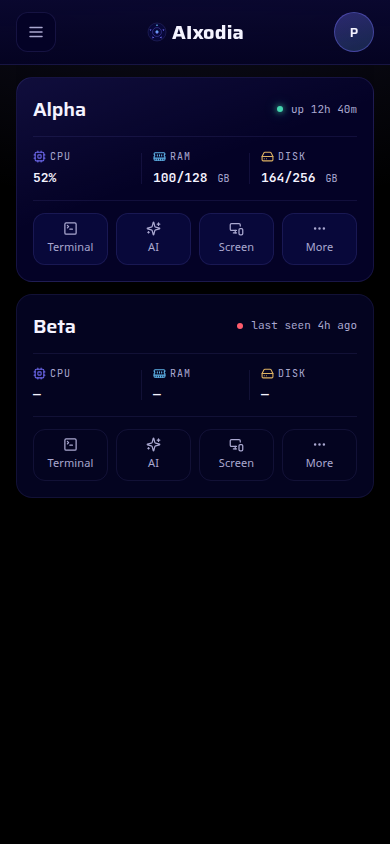 AIxodia
P
Alpha
up 12h 40m
CPU RAM DISK
52% 100/128 GB 164/256 GB
Terminal AI Screen More
Beta
last seen 4h ago
CPU RAM DISK
— — —
Terminal AI Screen More